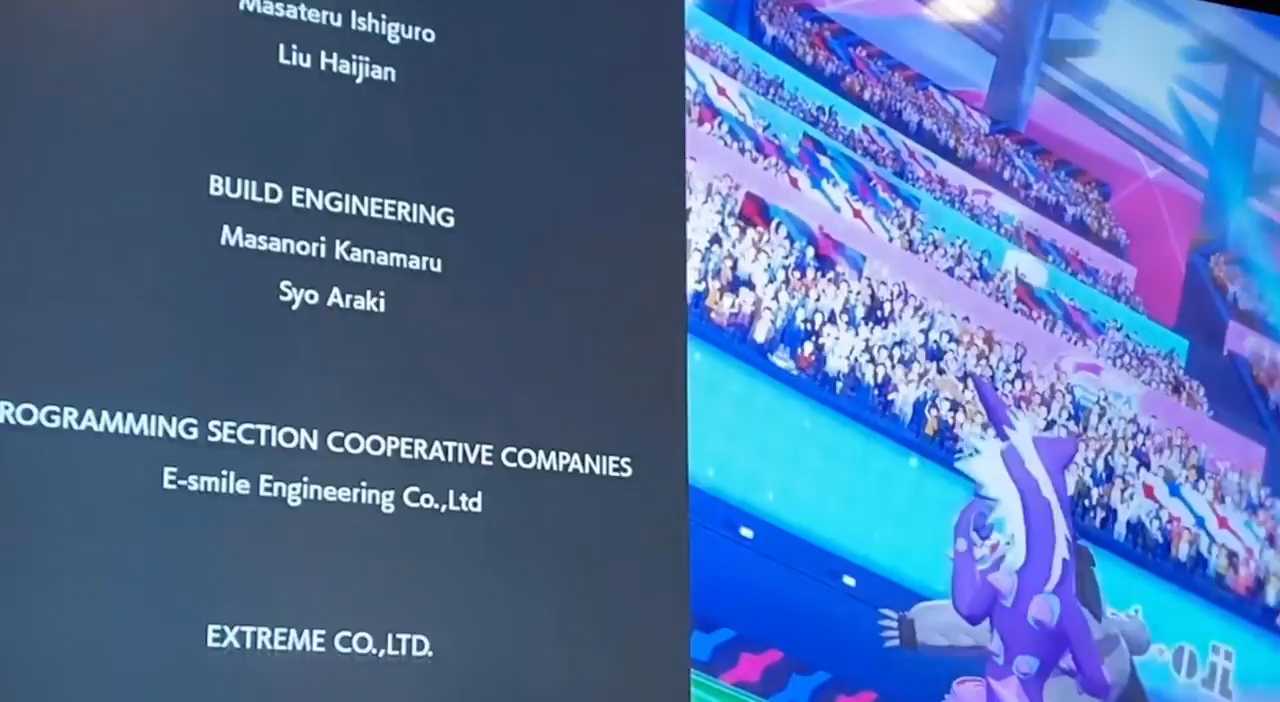 Masateru Ishiguro
Liu Haijian
BUILD ENGINEERING
Masanori Kanamaru
Syo Araki
ROGRAMMING SECTION COOPERATIVE COMPANIES
E-smile Engineering Co.,Ltd
EXTREME CO.,LTD.